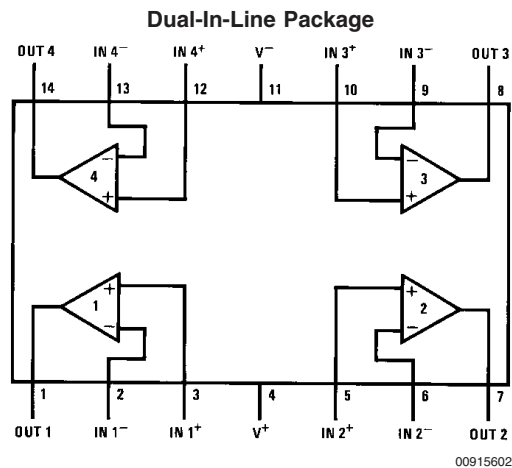 Dual-In-Line Package
OUT 4 IN 4⁻ IN 4⁺ V⁻ IN 3⁺ IN 3⁻ OUT 3
14 13 12 11 10 9 8
− −
4 3
+ +
+ +
1 2
− −
1 2 3 4 5 6 7
OUT 1 IN 1⁻ IN 1⁺ V⁺ IN 2⁺ IN 2⁻ OUT 2
00915602